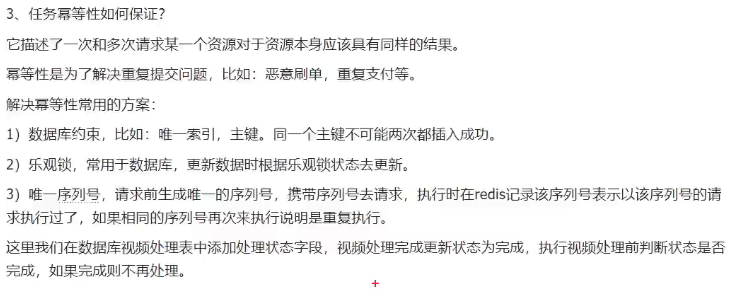 3、任务幂等性如何保证？
它描述了一次和多次请求某一个资源对于资源本身应该具有同样的结果。
幂等性是为了解决重复提交问题，比如：恶意刷单，重复支付等。
解决幂等性常用的方案：
1）数据库约束，比如：唯一索引，主键。同一个主键不可能两次都插入成功。
2）乐观锁，常用于数据库，更新数据时根据乐观锁状态去更新。
3）唯一序列号，请求前生成唯一的序列号，携带序列号去请求，执行时在redis记录该序列号表示以该序列号的请
求执行过了，如果相同的序列号再次来执行说明是重复执行。
这里我们在数据库视频处理表中添加处理状态字段，视频处理完成更新状态为完成，执行视频处理前判断状态是否
完成，如果完成则不再处理。